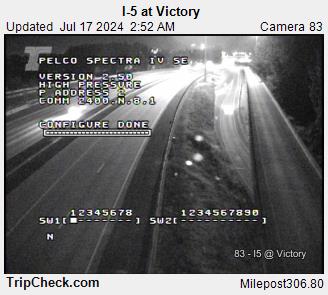 I-5 at Victory
Updated Jul 17 2024 2:52 AM Camera 83
PELCO SPECTRA IV SE
VERSION 2.50
HIGH PRESSURE
P ADDRESS 2
COMM 2400.N.8.1
CONFIGURE DONE
12345678 1234567890
SW1[ ] SW2[ ]
N
83 - I5 @ Victory
TripCheck.com Milepost306.80